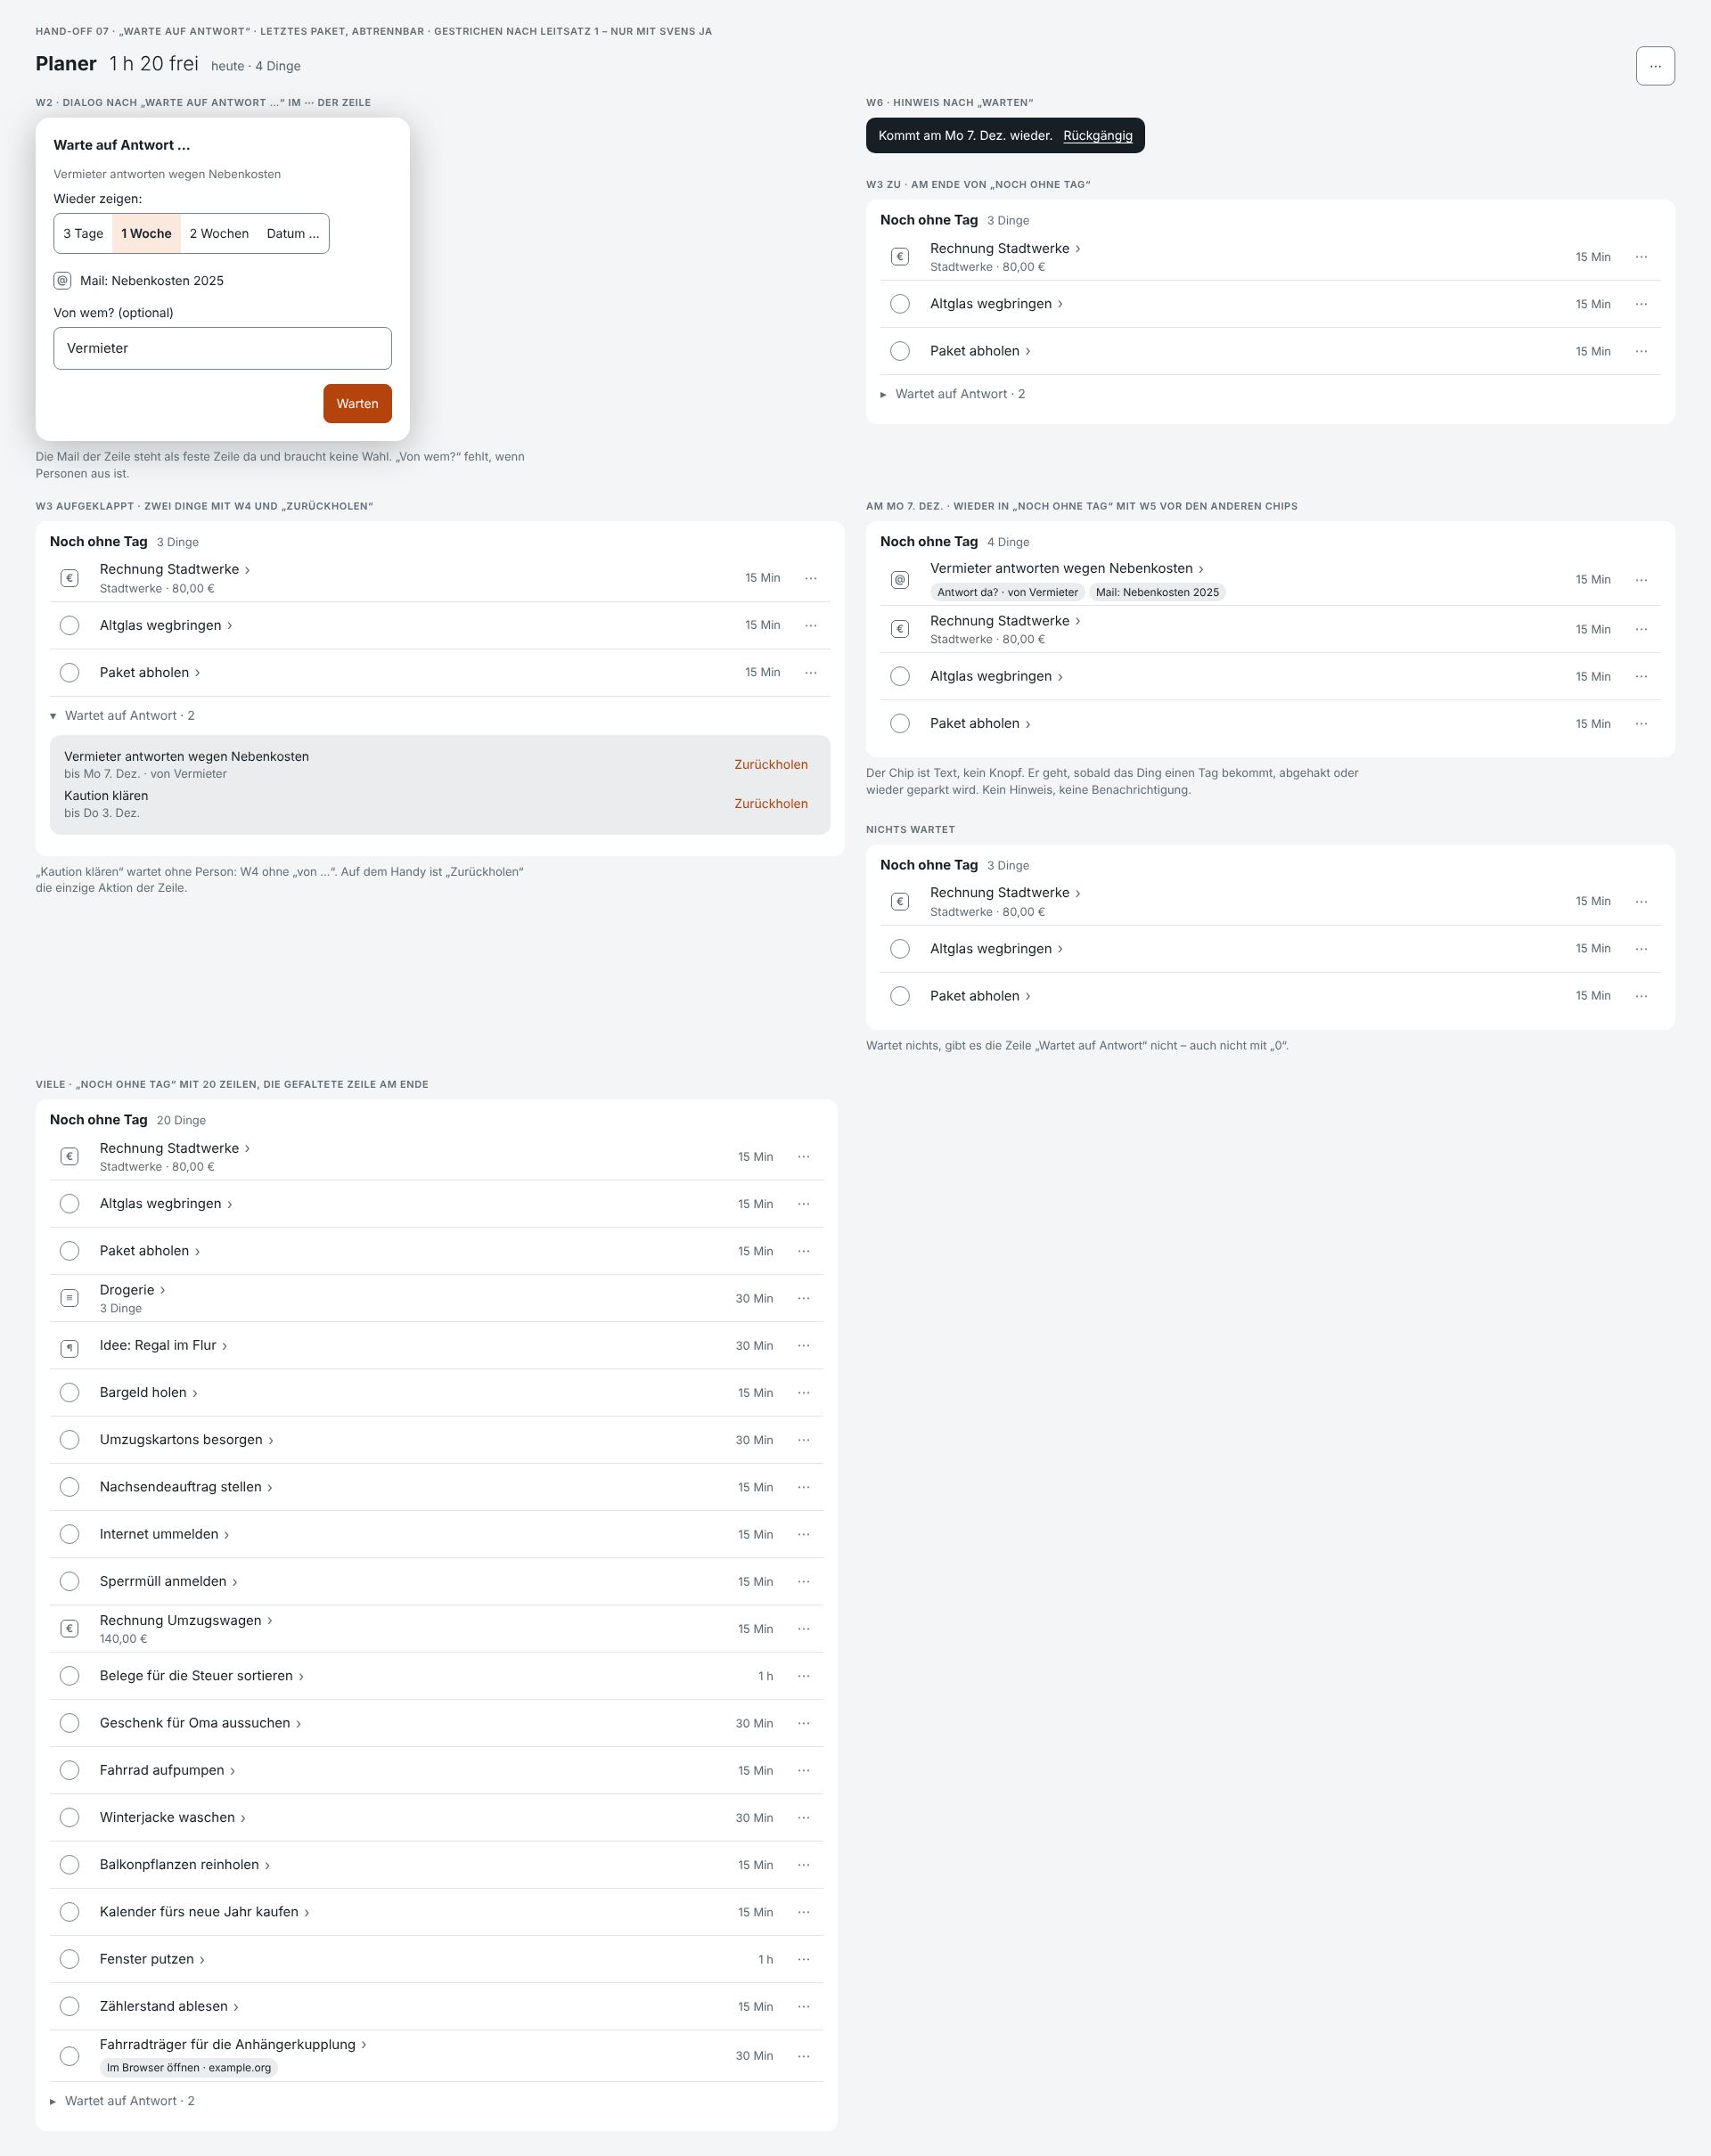 HAND-OFF 07 · „WARTE AUF ANTWORT“ · LETZTES PAKET, ABTRENNBAR · GESTRICHEN NACH LEITSATZ 1 – NUR MIT SVENS JA
Planer 1 h 20 frei heute · 4 Dinge
⋯
W2 · DIALOG NACH „WARTE AUF ANTWORT …“ IM ⋯ DER ZEILE
Warte auf Antwort …
Vermieter antworten wegen Nebenkosten
Wieder zeigen:
3 Tage 1 Woche 2 Wochen Datum …
@ Mail: Nebenkosten 2025
Von wem? (optional)
Vermieter
Warten
Die Mail der Zeile steht als feste Zeile da und braucht keine Wahl. „Von wem?“ fehlt, wenn
Personen aus ist.
W6 · HINWEIS NACH „WARTEN“
Kommt am Mo 7. Dez. wieder. Rückgängig
W3 ZU · AM ENDE VON „NOCH OHNE TAG“
Noch ohne Tag 3 Dinge
€ Rechnung Stadtwerke › 15 Min ⋯
Stadtwerke · 80,00 €
Altglas wegbringen › 15 Min ⋯
Paket abholen › 15 Min ⋯
▸ Wartet auf Antwort · 2
W3 AUFGEKLAPPT · ZWEI DINGE MIT W4 UND „ZURÜCKHOLEN“
Noch ohne Tag 3 Dinge
€ Rechnung Stadtwerke › 15 Min ⋯
Stadtwerke · 80,00 €
Altglas wegbringen › 15 Min ⋯
Paket abholen › 15 Min ⋯
▾ Wartet auf Antwort · 2
Vermieter antworten wegen Nebenkosten
bis Mo 7. Dez. · von Vermieter
Zurückholen
Kaution klären
bis Do 3. Dez.
Zurückholen
„Kaution klären“ wartet ohne Person: W4 ohne „von …“. Auf dem Handy ist „Zurückholen“
die einzige Aktion der Zeile.
AM MO 7. DEZ. · WIEDER IN „NOCH OHNE TAG“ MIT W5 VOR DEN ANDEREN CHIPS
Noch ohne Tag 4 Dinge
@ Vermieter antworten wegen Nebenkosten › 15 Min ⋯
Antwort da? · von Vermieter Mail: Nebenkosten 2025
€ Rechnung Stadtwerke › 15 Min ⋯
Stadtwerke · 80,00 €
Altglas wegbringen › 15 Min ⋯
Paket abholen › 15 Min ⋯
Der Chip ist Text, kein Knopf. Er geht, sobald das Ding einen Tag bekommt, abgehakt oder
wieder geparkt wird. Kein Hinweis, keine Benachrichtigung.
NICHTS WARTET
Noch ohne Tag 3 Dinge
€ Rechnung Stadtwerke › 15 Min ⋯
Stadtwerke · 80,00 €
Altglas wegbringen › 15 Min ⋯
Paket abholen › 15 Min ⋯
Wartet nichts, gibt es die Zeile „Wartet auf Antwort“ nicht – auch nicht mit „0“.
VIELE · „NOCH OHNE TAG“ MIT 20 ZEILEN, DIE GEFALTETE ZEILE AM ENDE
Noch ohne Tag 20 Dinge
€ Rechnung Stadtwerke › 15 Min ⋯
Stadtwerke · 80,00 €
Altglas wegbringen › 15 Min ⋯
Paket abholen › 15 Min ⋯
≡ Drogerie › 30 Min ⋯
3 Dinge
¶ Idee: Regal im Flur › 30 Min ⋯
Bargeld holen › 15 Min ⋯
Umzugskartons besorgen › 30 Min ⋯
Nachsendeauftrag stellen › 15 Min ⋯
Internet ummelden › 15 Min ⋯
Sperrmüll anmelden › 15 Min ⋯
€ Rechnung Umzugswagen › 15 Min ⋯
140,00 €
Belege für die Steuer sortieren › 1 h ⋯
Geschenk für Oma aussuchen › 30 Min ⋯
Fahrrad aufpumpen › 15 Min ⋯
Winterjacke waschen › 30 Min ⋯
Balkonpflanzen reinholen › 15 Min ⋯
Kalender fürs neue Jahr kaufen › 15 Min ⋯
Fenster putzen › 1 h ⋯
Zählerstand ablesen › 15 Min ⋯
Fahrradträger für die Anhängerkupplung › 30 Min ⋯
Im Browser öffnen · example.org
▸ Wartet auf Antwort · 2